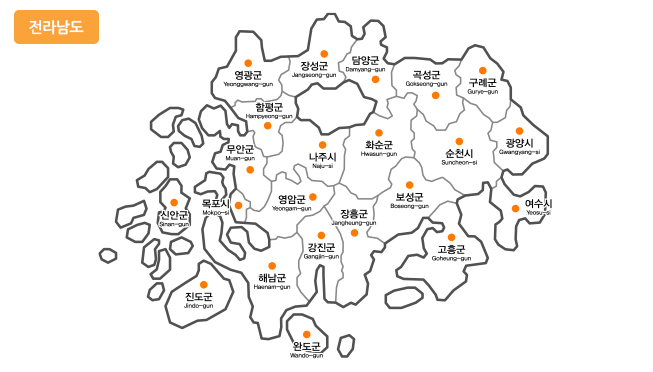 전라남도
영광군
Yeonggwang-gun
장성군
Jangseong-gun
담양군
Damyang-gun
곡성군
Gokseong-gun
구례군
Gurye-gun
함평군
Hampyeong-gun
광양시
Gwangyang-si
무안군
Muan-gun
나주시
Naju-si
화순군
Hwasun-gun
순천시
Suncheon-si
신안군
Sinan-gun
목포시
Mokpo-si
영암군
Yeongam-gun
장흥군
Jangheung-gun
보성군
Boseong-gun
여수시
Yeosu-si
강진군
Gangjin-gun
고흥군
Goheung-gun
해남군
Haenam-gun
진도군
Jindo-gun
완도군
Wando-gun